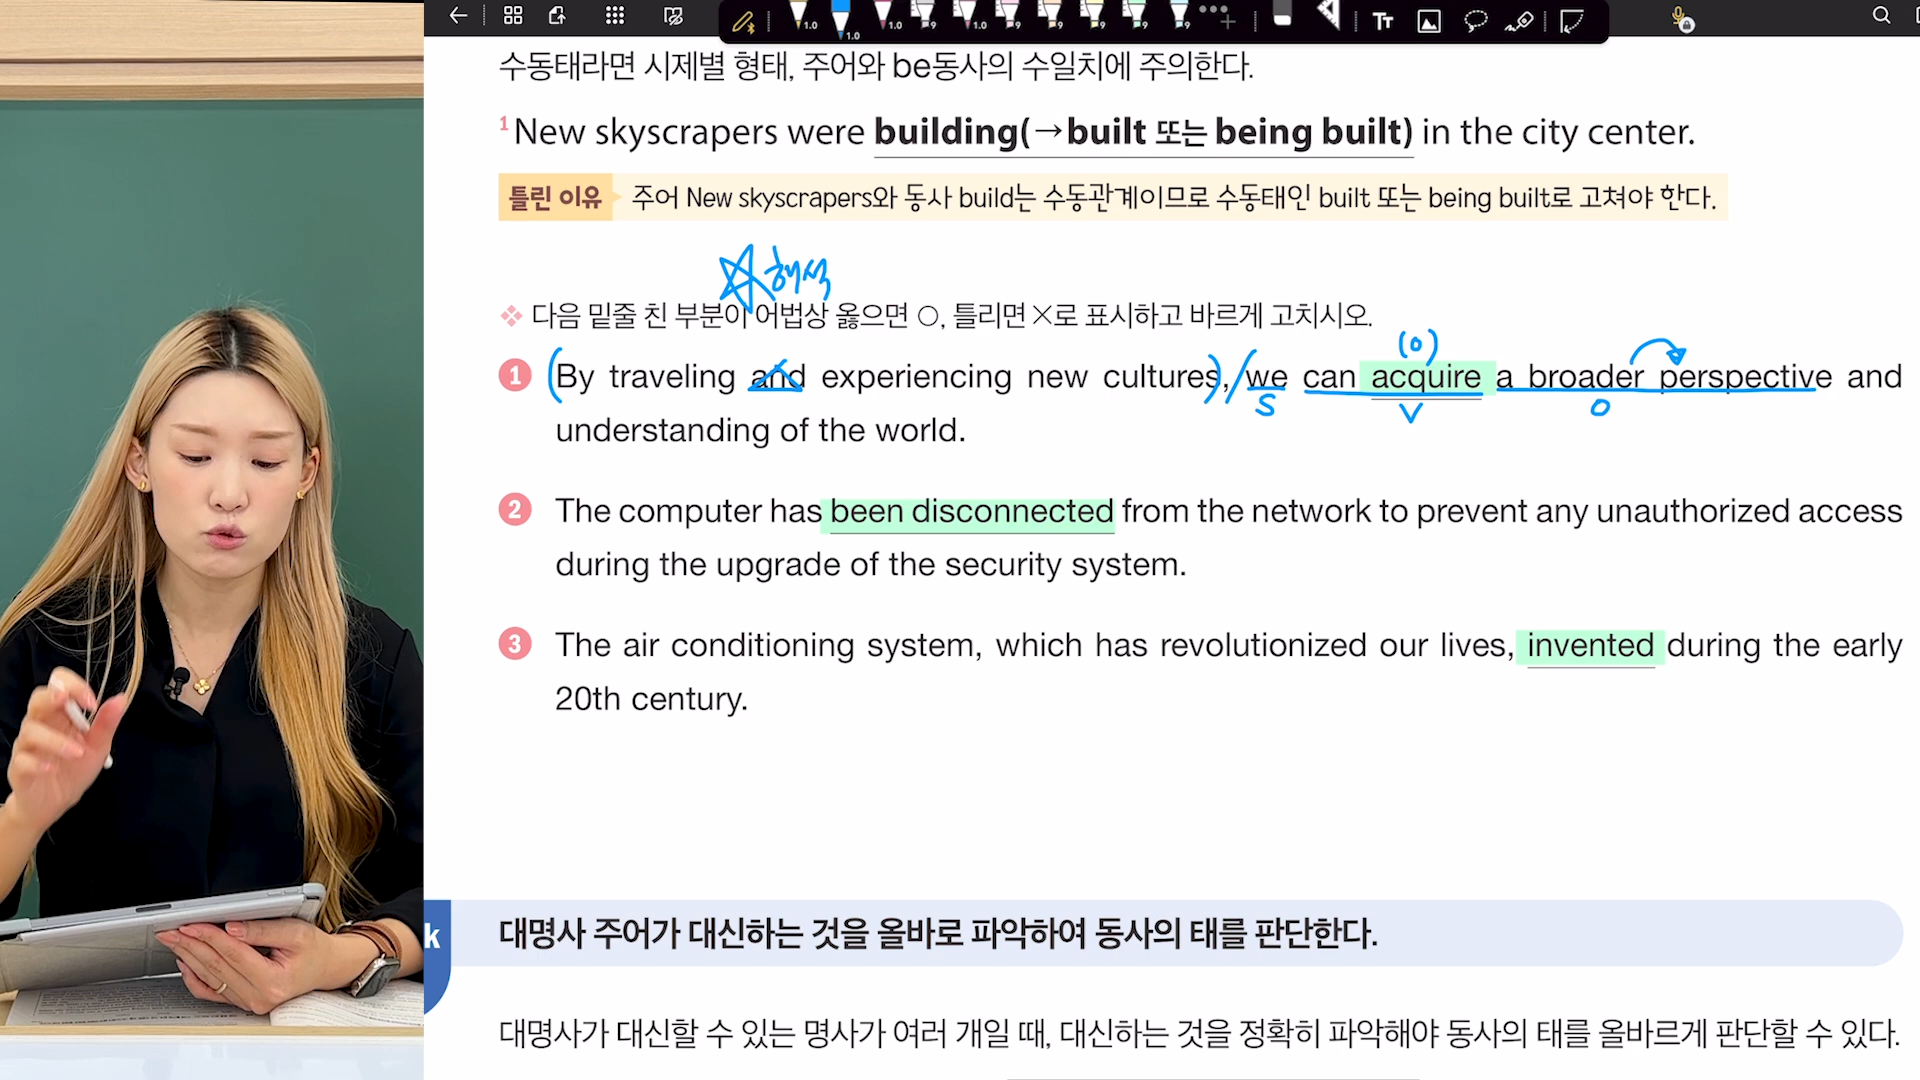 수동태라면 시제별 형태, 주어와 be동사의 수일치에 주의한다.
1 New skyscrapers were building(→built 또는 being built) in the city center.
틀린 이유 주어 New skyscrapers와 동사 build는 수동관계이므로 수동태인 built 또는 being built로 고쳐야 한다.
해석
❖ 다음 밑줄 친 부분이 어법상 옳으면 ○, 틀리면 ×로 표시하고 바르게 고치시오.
(o)
1 (By traveling and experiencing new cultures), / we can acquire a broader perspective and
S V O
understanding of the world.
2 The computer has been disconnected from the network to prevent any unauthorized access
during the upgrade of the security system.
3 The air conditioning system, which has revolutionized our lives, invented during the early
20th century.
k 대명사 주어가 대신하는 것을 올바로 파악하여 동사의 태를 판단한다.
대명사가 대신할 수 있는 명사가 여러 개일 때, 대신하는 것을 정확히 파악해야 동사의 태를 올바르게 판단할 수 있다.